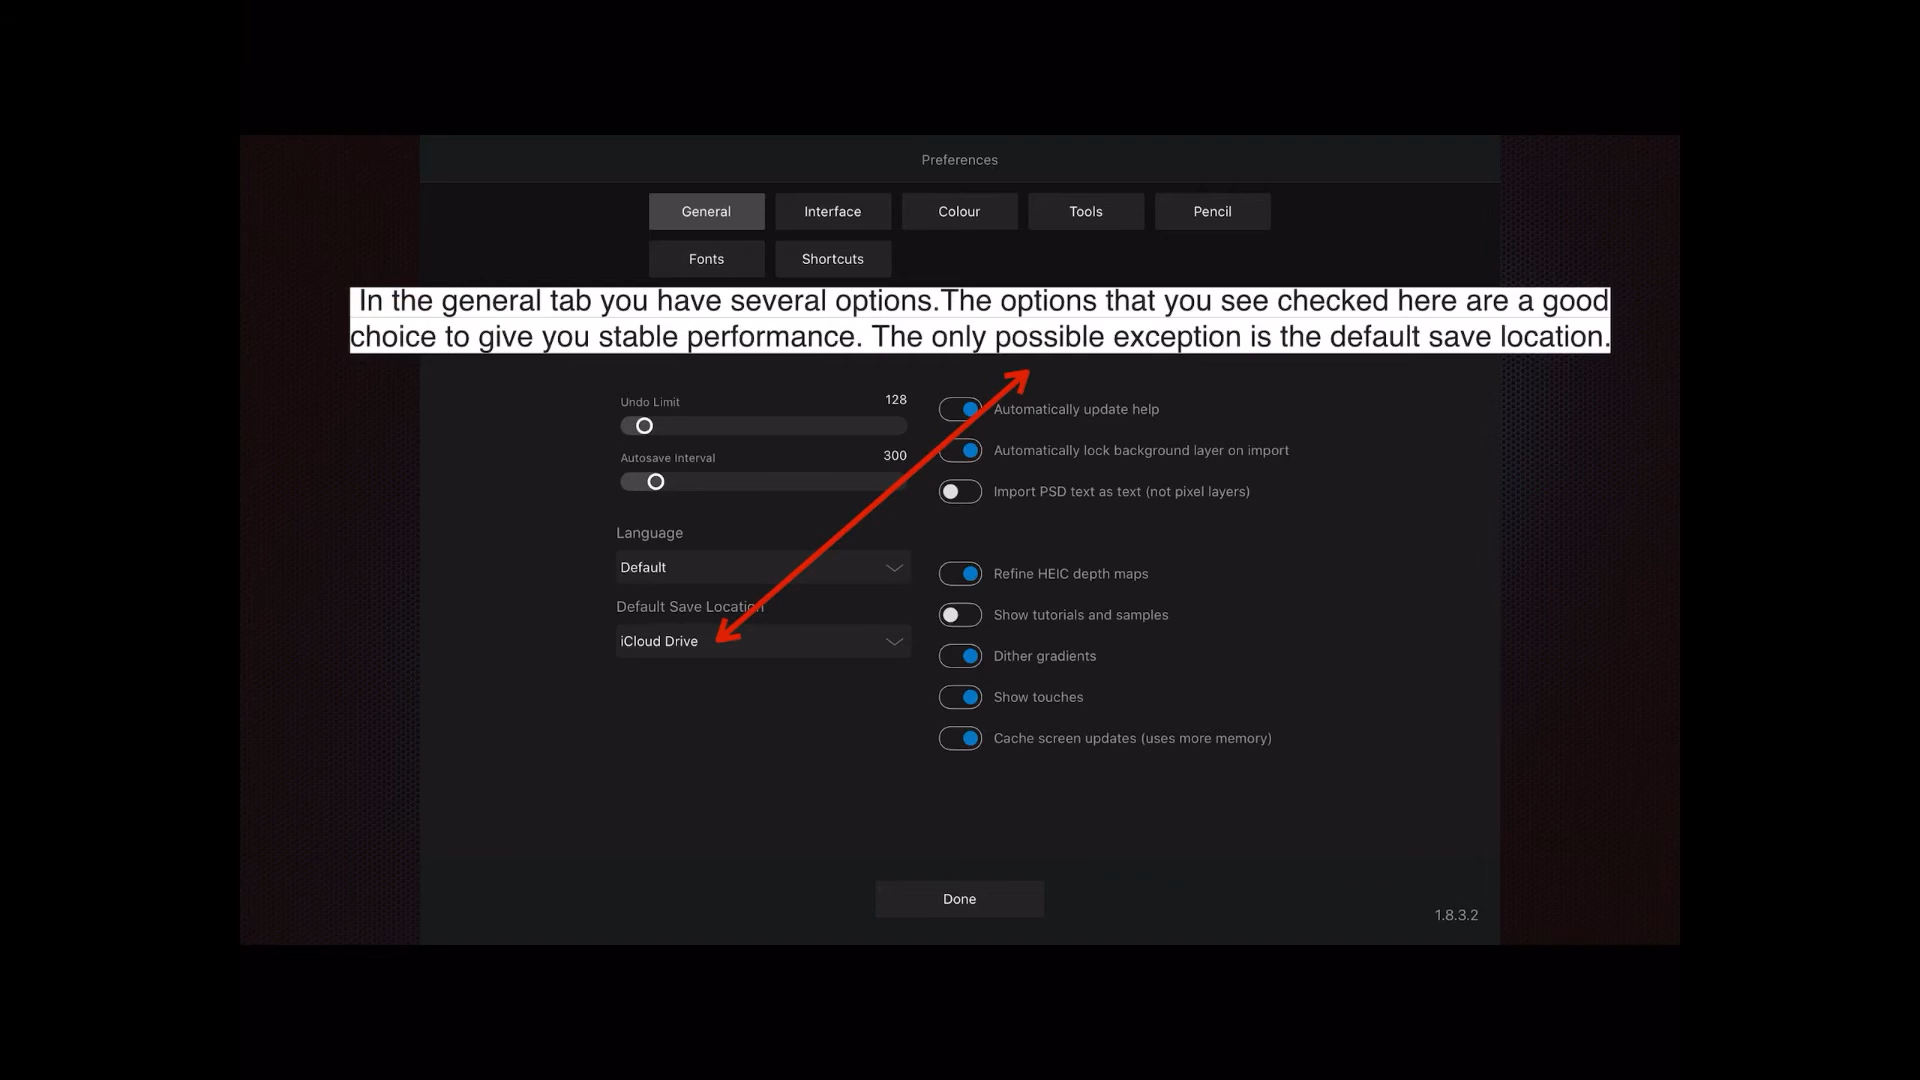 Preferences
General
Interface
Colour
Tools
Pencil
Fonts
Shortcuts
In the general tab you have several options.The options that you see checked here are a good
choice to give you stable performance. The only possible exception is the default save location.
Undo Limit
128
Autosave Interval
300
Language
Default
Default Save Location
iCloud Drive
Automatically update help
Automatically lock background layer on import
Import PSD text as text (not pixel layers)
Refine HEIC depth maps
Show tutorials and samples
Dither gradients
Show touches
Cache screen updates (uses more memory)
Done
1.8.3.2